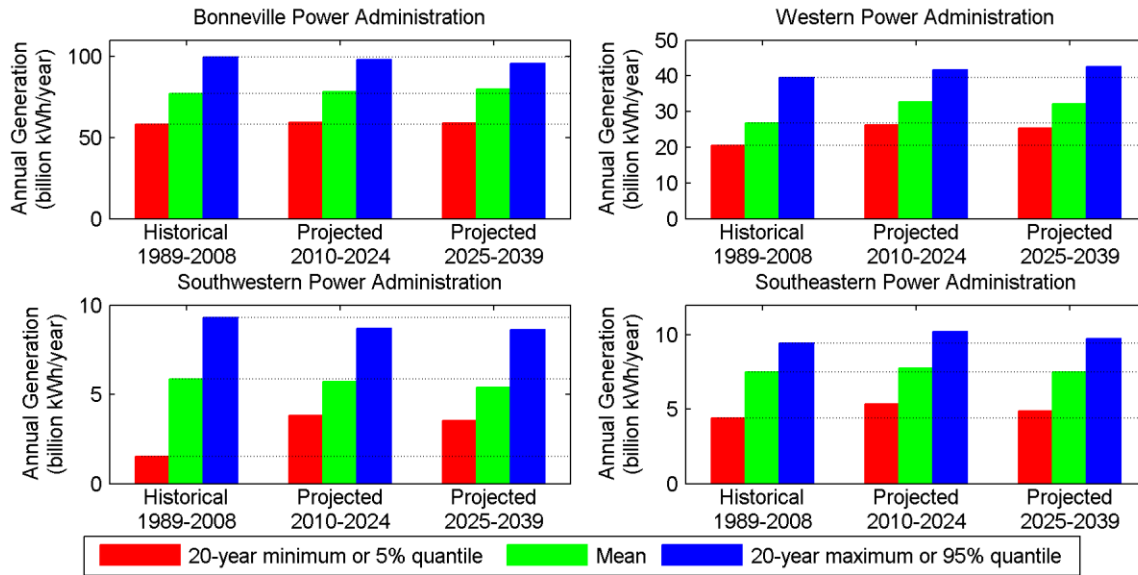 Bonneville Power Administration
Annual Generation
(billion kWh/year)
100
50
0
Historical
1989-2008
Projected
2010-2024
Projected
2025-2039
Western Power Administration
Annual Generation
(billion kWh/year)
50
40
30
20
10
0
Historical
1989-2008
Projected
2010-2024
Projected
2025-2039
Southwestern Power Administration
Annual Generation
(billion kWh/year)
10
5
0
Historical
1989-2008
Projected
2010-2024
Projected
2025-2039
Southeastern Power Administration
Annual Generation
(billion kWh/year)
10
5
0
Historical
1989-2008
Projected
2010-2024
Projected
2025-2039
20-year minimum or 5% quantile
Mean
20-year maximum or 95% quantile